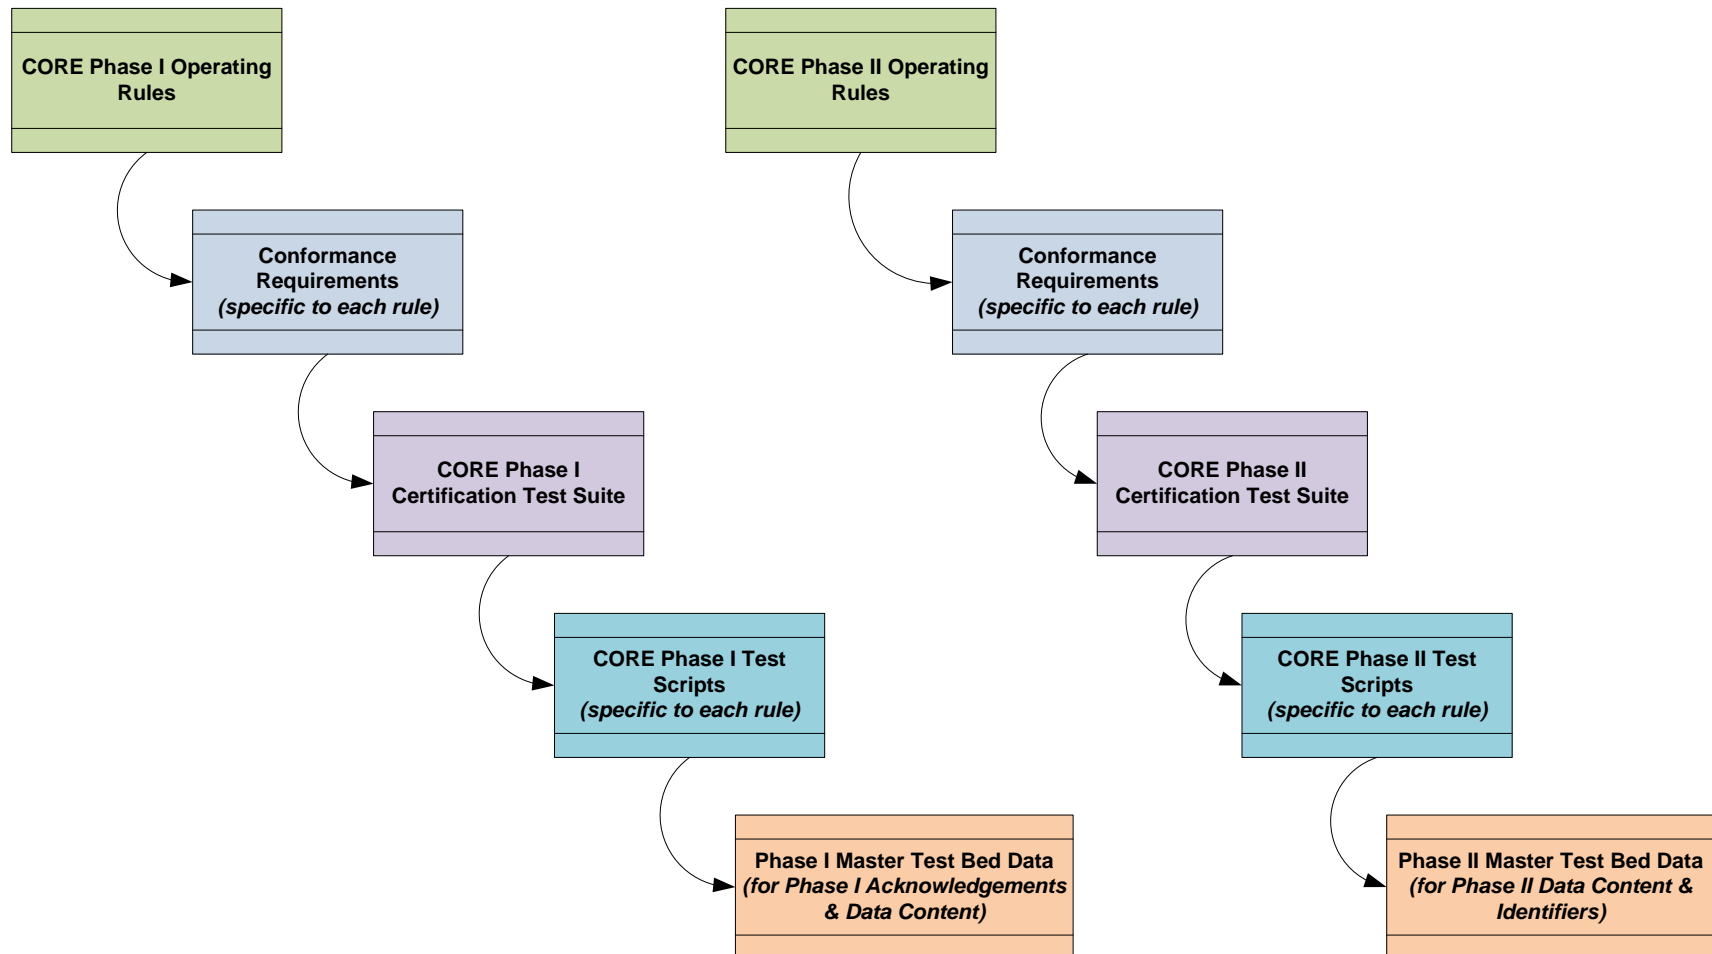 CORE Phase I Operating
Rules
CORE Phase II Operating
Rules
Conformance
Requirements
(specific to each rule)
Conformance
Requirements
(specific to each rule)
CORE Phase I
Certification Test Suite
CORE Phase II
Certification Test Suite
CORE Phase I Test
Scripts
(specific to each rule)
CORE Phase II Test
Scripts
(specific to each rule)
Phase I Master Test Bed Data
(for Phase I Acknowledgements
& Data Content)
Phase II Master Test Bed Data
(for Phase II Data Content &
Identifiers)